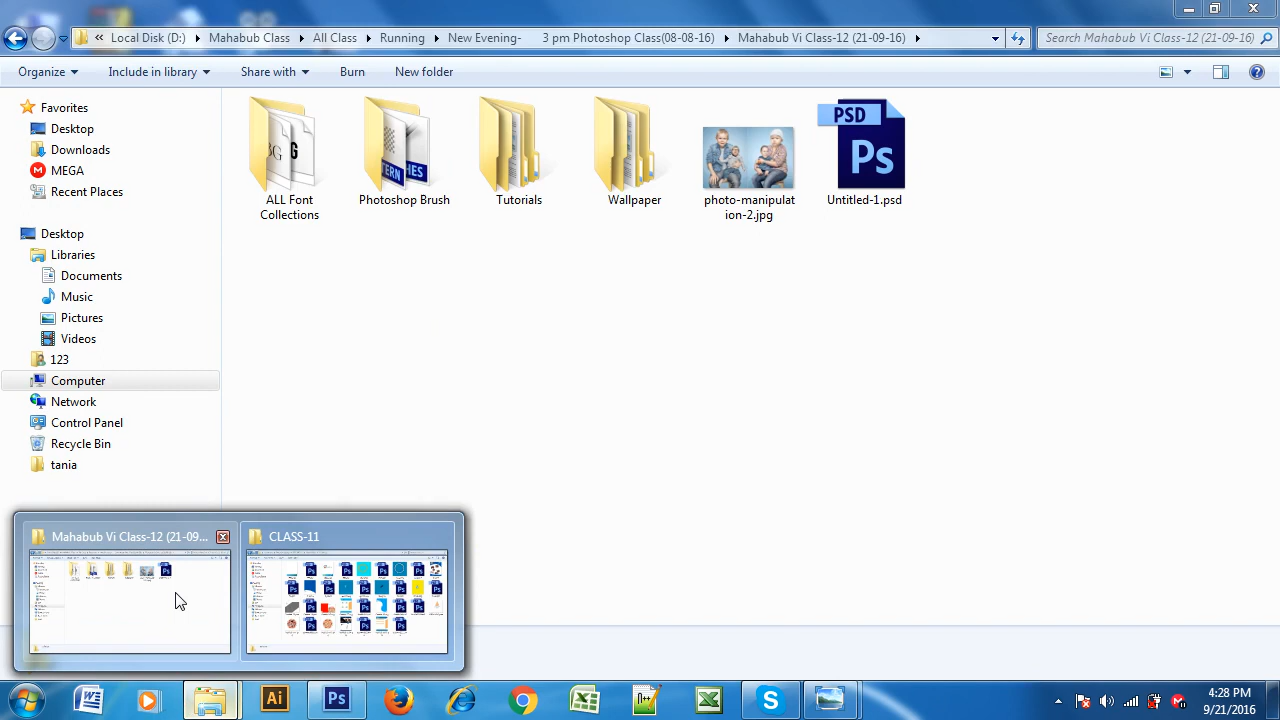 « Local Disk (D:) ▸ Mahabub Class ▸ All Class ▸ Running ▸ New Evening- 3 pm Photoshop Class(08-08-16) ▸ Mahabub Vi Class-12 (21-09-16) ▸
Search Mahabub Vi Class-12 (21-09-16)
Organize Include in library Share with Burn New folder
Favorites
Desktop
Downloads
MEGA
Recent Places
Desktop
Libraries
Documents
Music
Pictures
Videos
123
Computer
Network
Control Panel
Recycle Bin
tania
ALL Font
Collections
Photoshop Brush
Tutorials
Wallpaper
photo-manipulat
ion-2.jpg
PSD
Ps
Untitled-1.psd
Mahabub Vi Class-12 (21-09...
CLASS-11
Ai
Ps
4:28 PM
9/21/2016